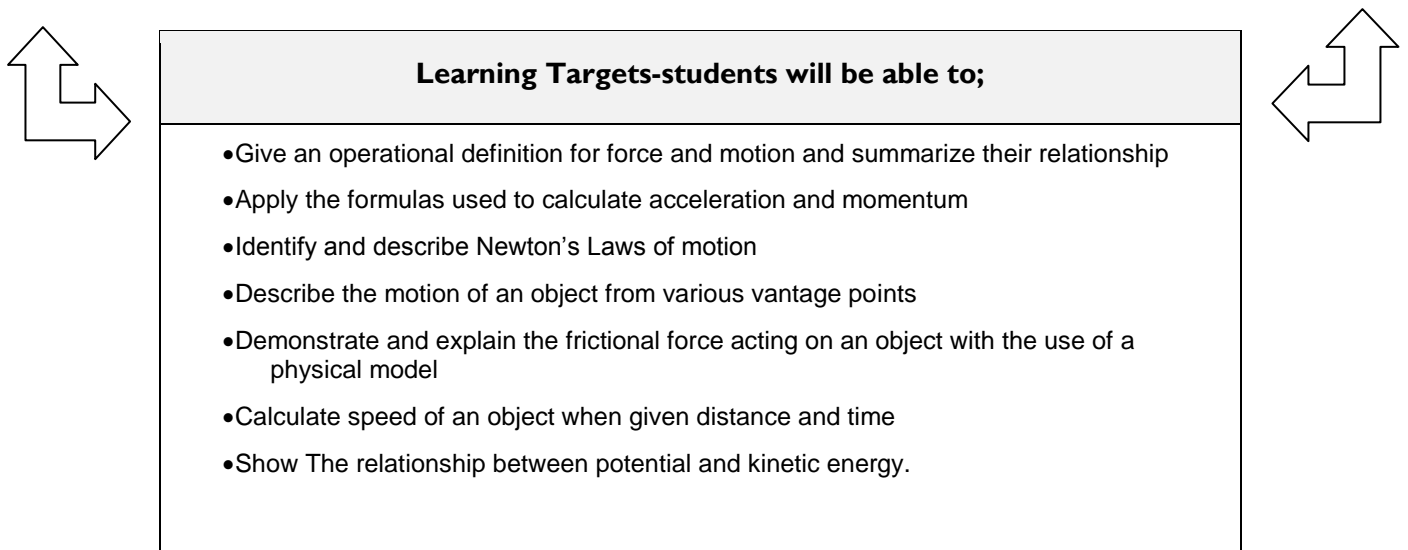 Learning Targets-students will be able to;
•Give an operational definition for force and motion and summarize their relationship
•Apply the formulas used to calculate acceleration and momentum
•Identify and describe Newton’s Laws of motion
•Describe the motion of an object from various vantage points
•Demonstrate and explain the frictional force acting on an object with the use of a
physical model
•Calculate speed of an object when given distance and time
•Show The relationship between potential and kinetic energy.